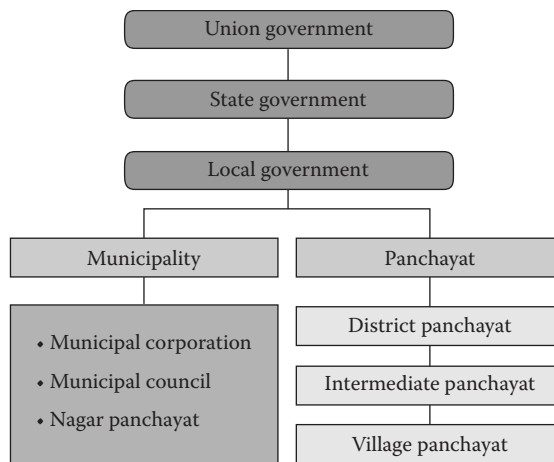 Union government
State government
Local government
Municipality
Panchayat
• Municipal corporation
• Municipal council
• Nagar panchayat
District panchayat
Intermediate panchayat
Village panchayat